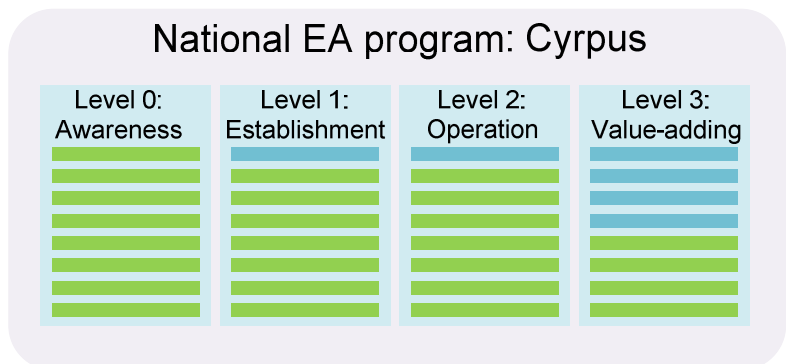 National EA program: Cyrpus
Level 0:
Awareness
Level 1:
Establishment
Level 2:
Operation
Level 3:
Value-adding